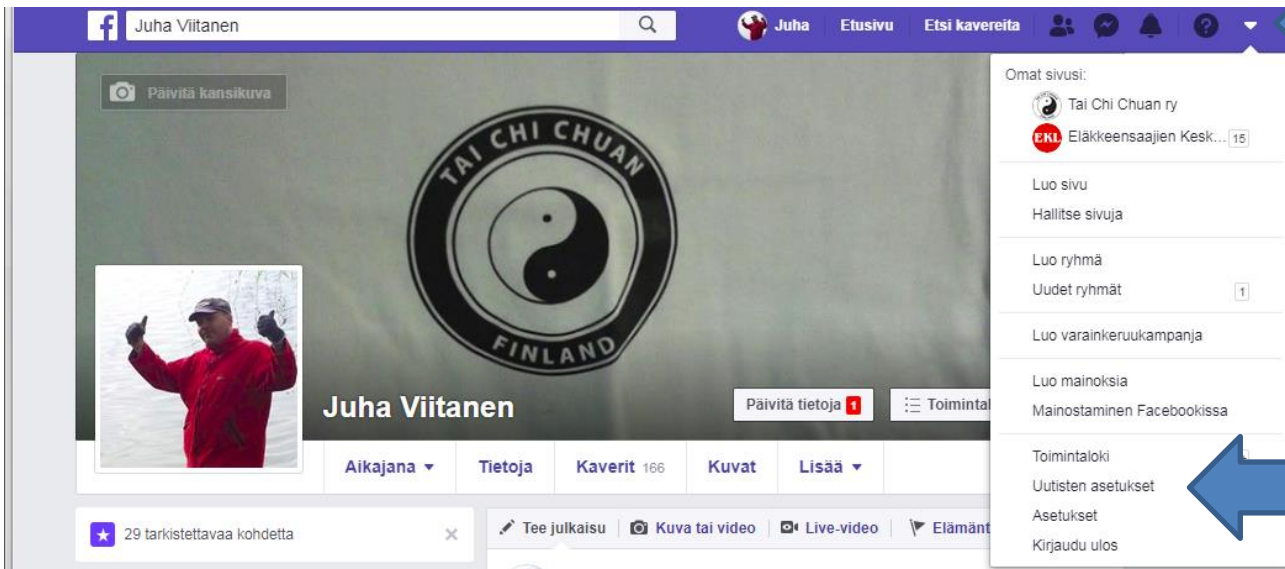 Juha Viitanen
Juha Etusivu Etsi kavereita
Päivitä kansikuva
TAI CHI CHUAN
FINLAND
Juha Viitanen
Päivitä tietoja 1
Aikajana Tietoja Kaverit 166 Kuvat Lisää
29 tarkistettavaa kohdetta
Tee julkaisu Kuva tai video Live-video
Omat sivusi:
Tai Chi Chuan ry
EKL Eläkkeensaajien Kesk... 15
Luo sivu
Hallitse sivuja
Luo ryhmä
Uudet ryhmät 1
Luo varainkeruukampanja
Luo mainoksia
Mainostaminen Facebookissa
Toimintaloki
Uutisten asetukset
Asetukset
Kirjaudu ulos